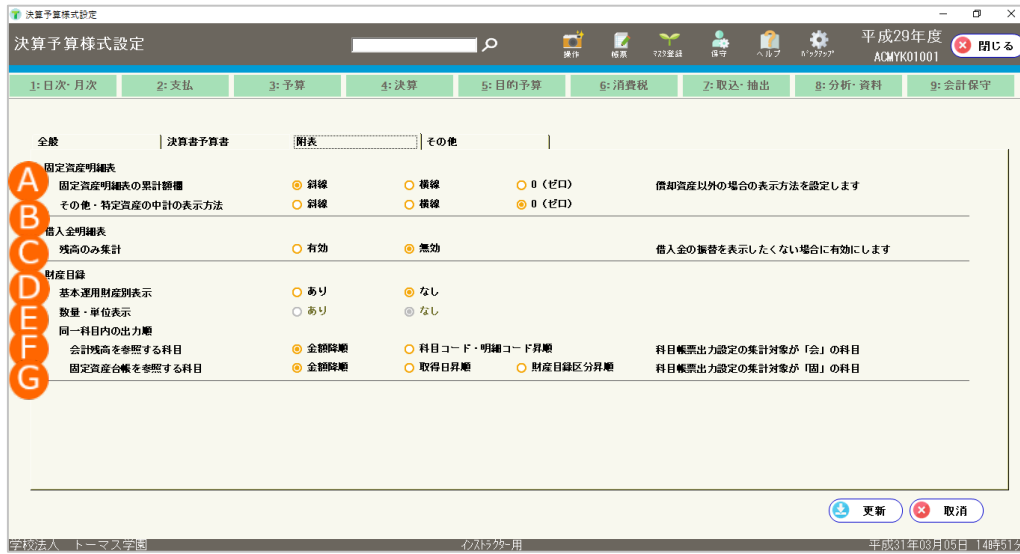 決算予算様式設定
決算予算様式設定 操作 帳票 マスタ登録 保守 ヘルプ バックアップ 平成29年度 ACMYK01001 閉じる
1:日次・月次 2:支払 3:予算 4:決算 5:目的予算 6:消費税 7:取込・抽出 8:分析・資料 9:会計保守
全般 決算書予算書 附表 その他
固定資産明細表
A 固定資産明細表の累計額欄 斜線 横線 0(ゼロ) 償却資産以外の場合の表示方法を設定します
B その他・特定資産の中計の表示方法 斜線 横線 0(ゼロ)
借入金明細表
C 残高のみ集計 有効 無効 借入金の振替を表示したくない場合に有効にします
財産目録
D 基本運用財産別表示 あり なし
E 数量・単位表示 あり なし
同一科目内の出力順
F 会計残高を参照する科目 金額降順 科目コード・明細コード昇順 科目帳票出力設定の集計対象が「会」の科目
G 固定資産台帳を参照する科目 金額降順 取得日昇順 財産目録区分昇順 科目帳票出力設定の集計対象が「固」の科目
更新 取消
学校法人 トーマス学園 インストラクター用 平成31年03月05日 14時51分